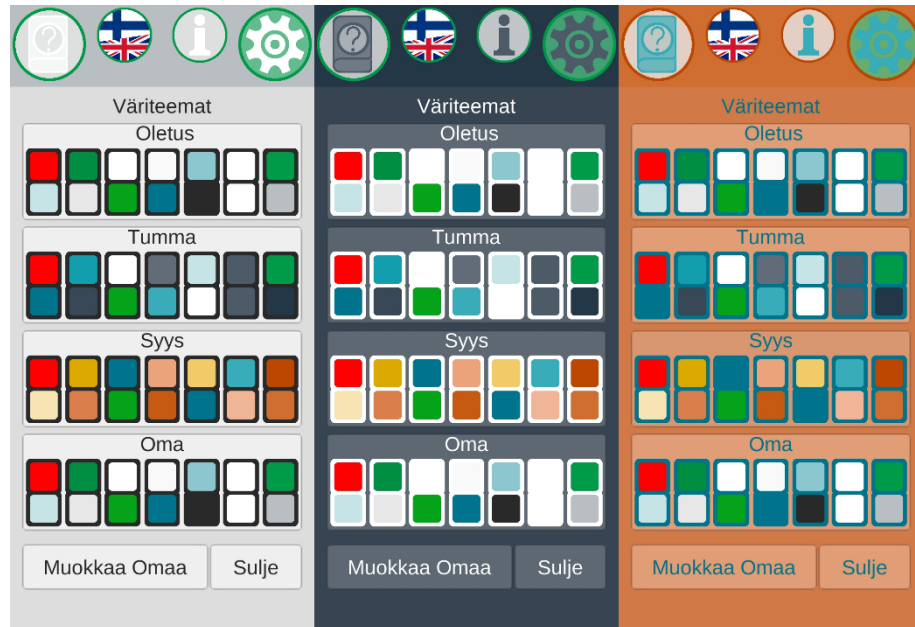 Väriteemat
Oletus
Tumma
Syys
Oma
Muokkaa Omaa Sulje
Väriteemat
Oletus
Tumma
Syys
Oma
Muokkaa Omaa Sulje
Väriteemat
Oletus
Tumma
Syys
Oma
Muokkaa Omaa Sulje